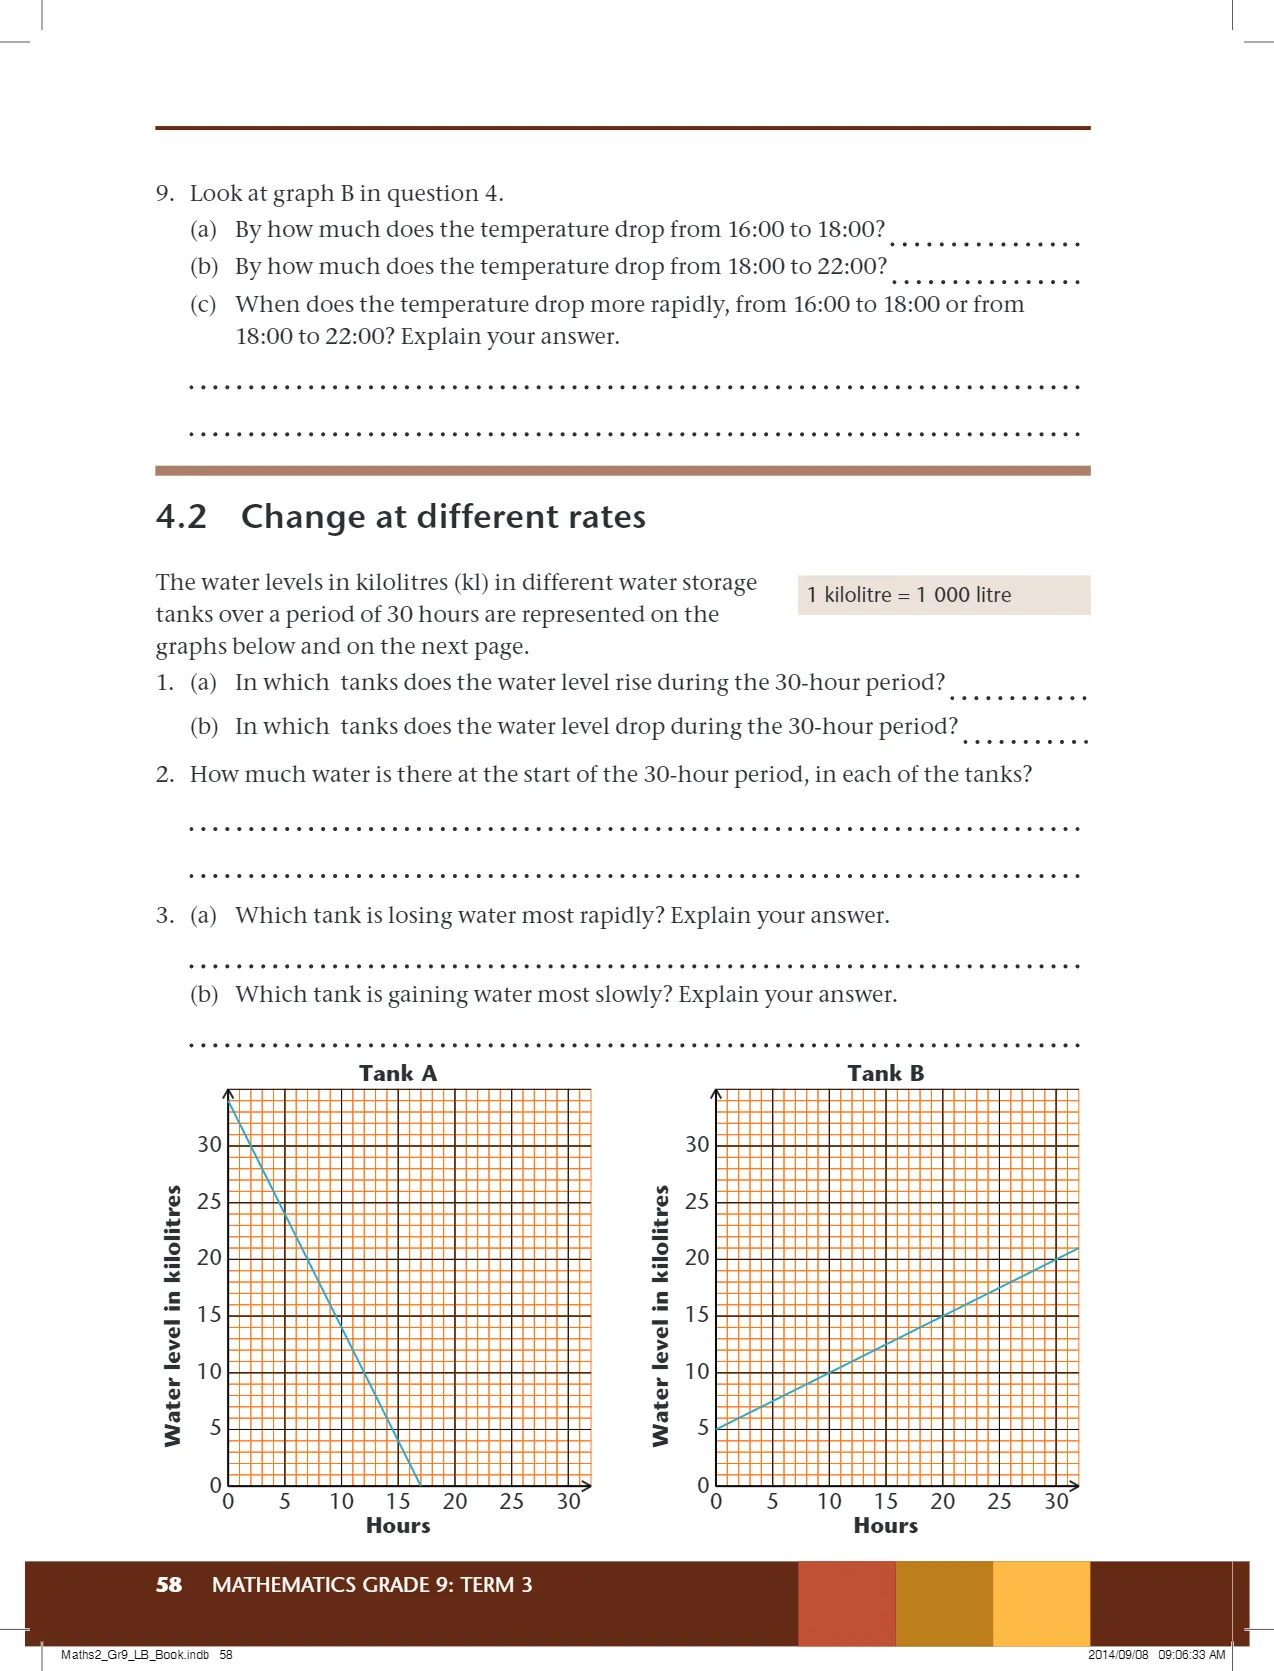 9. Look at graph B in question 4.
(a) By how much does the temperature drop from 16:00 to 18:00?
(b) By how much does the temperature drop from 18:00 to 22:00?
(c) When does the temperature drop more rapidly, from 16:00 to 18:00 or from
18:00 to 22:00? Explain your answer.
4.2 Change at different rates
The water levels in kilolitres (kl) in different water storage
tanks over a period of 30 hours are represented on the
graphs below and on the next page.
1 kilolitre = 1 000 litre
1. (a) In which tanks does the water level rise during the 30-hour period?
(b) In which tanks does the water level drop during the 30-hour period?
2. How much water is there at the start of the 30-hour period, in each of the tanks?
3. (a) Which tank is losing water most rapidly? Explain your answer.
(b) Which tank is gaining water most slowly? Explain your answer.
Tank A
Water level in kilolitres
30
25
20
15
10
5
0
0 5 10 15 20 25 30
Hours
Tank B
Water level in kilolitres
30
25
20
15
10
5
0
0 5 10 15 20 25 30
Hours
58 MATHEMATICS GRADE 9: TERM 3
Maths2_Gr9_LB_Book.indb 58
2014/09/08 09:06:33 AM